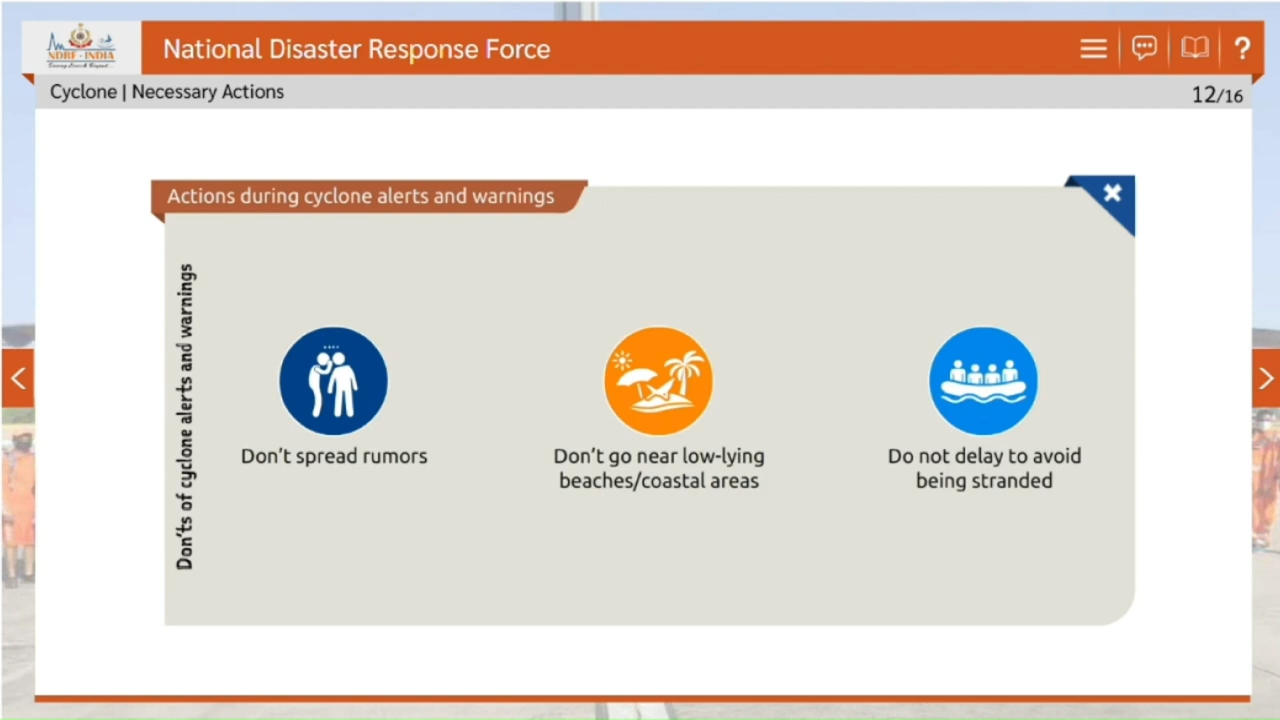 NDRF - INDIA
National Disaster Response Force
?
Cyclone | Necessary Actions
12/16
Actions during cyclone alerts and warnings
Don'ts of cyclone alerts and warnings
Don't spread rumors
Don't go near low-lying
beaches/coastal areas
Do not delay to avoid
being stranded